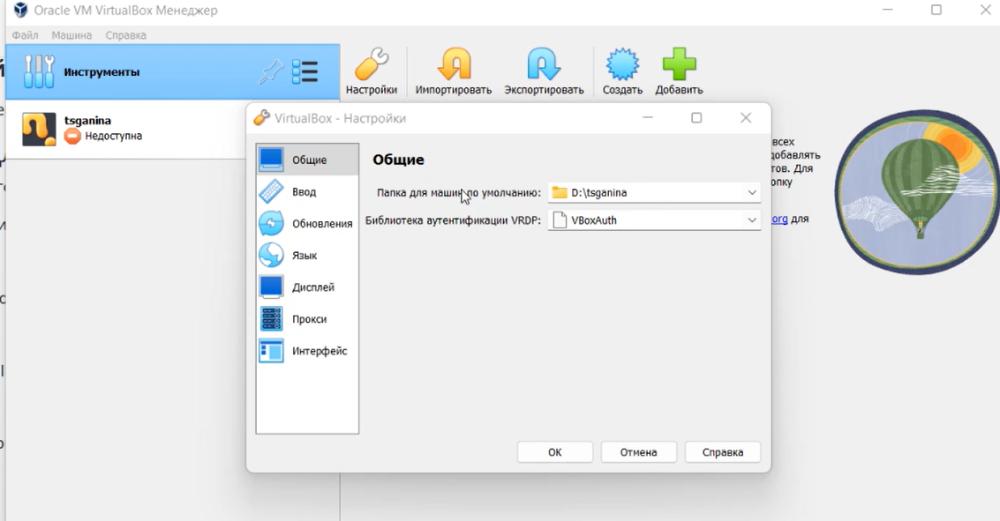 Oracle VM VirtualBox Менеджер
Файл Машина Справка
Инструменты
Настройки Импортировать Экспортировать Создать Добавить
tsganina
Недоступна
VirtualBox - Настройки
всех
добавлять
тов. Для
опку
org для
Общие
Ввод
Обновления
Язык
Дисплей
Прокси
Интерфейс
Общие
Папка для машин по умолчанию: D:\tsganina
Библиотека аутентификации VRDP: VBoxAuth
ОК Отмена Справка